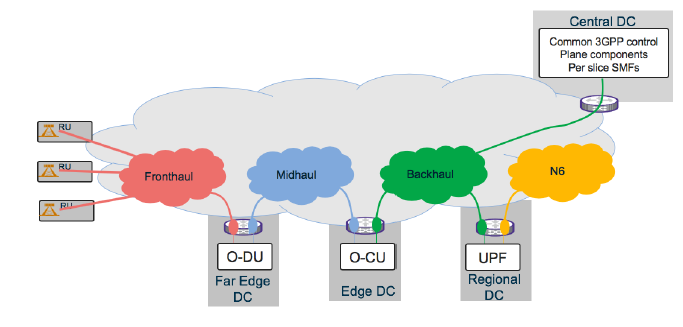 Central DC
Common 3GPP control
Plane components
Per slice SMFs
RU
RU
RU
Fronthaul
Midhaul
Backhaul
N6
O-DU
O-CU
UPF
Far Edge
DC
Edge DC
Regional
DC